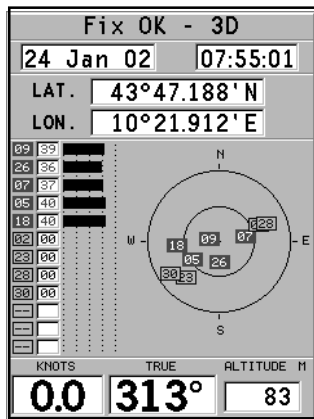 Fix OK - 3D
24 Jan 02 07:55:01
LAT. 43°47.188'N
LON. 10°21.912'E
09 39
26 36
07 37
05 40
18 40
02 00
23 00
28 00
30 00
-- 
-- 
-- 
N
W
E
S
28
07
09
18
05
26
30
23
KNOTS TRUE ALTITUDE M
0.0 313° 83